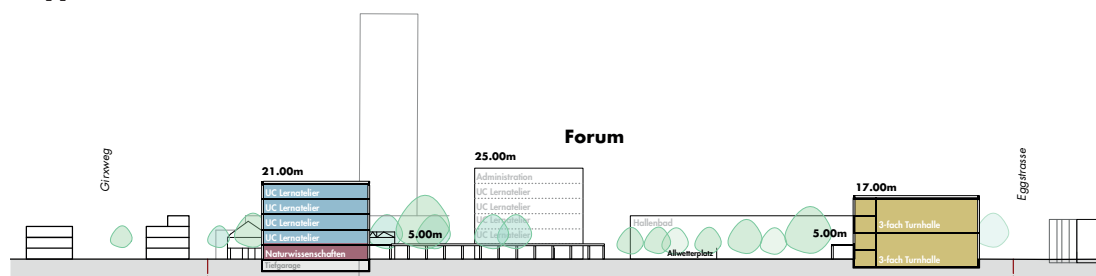 Forum
25.00m
21.00m
17.00m
Girxweg
Eggstrasse
Administration
UC Lernatelier
UC Lernatelier
UC Lernatelier
UC Lernatelier
UC Lernatelier
UC Lernatelier
UC Lernatelier
UC Lernatelier
Naturwissenschaften
Tiefgarage
5.00m
Hallenbad
Allwetterplatz
5.00m
3-fach Turnhalle
3-fach Turnhalle